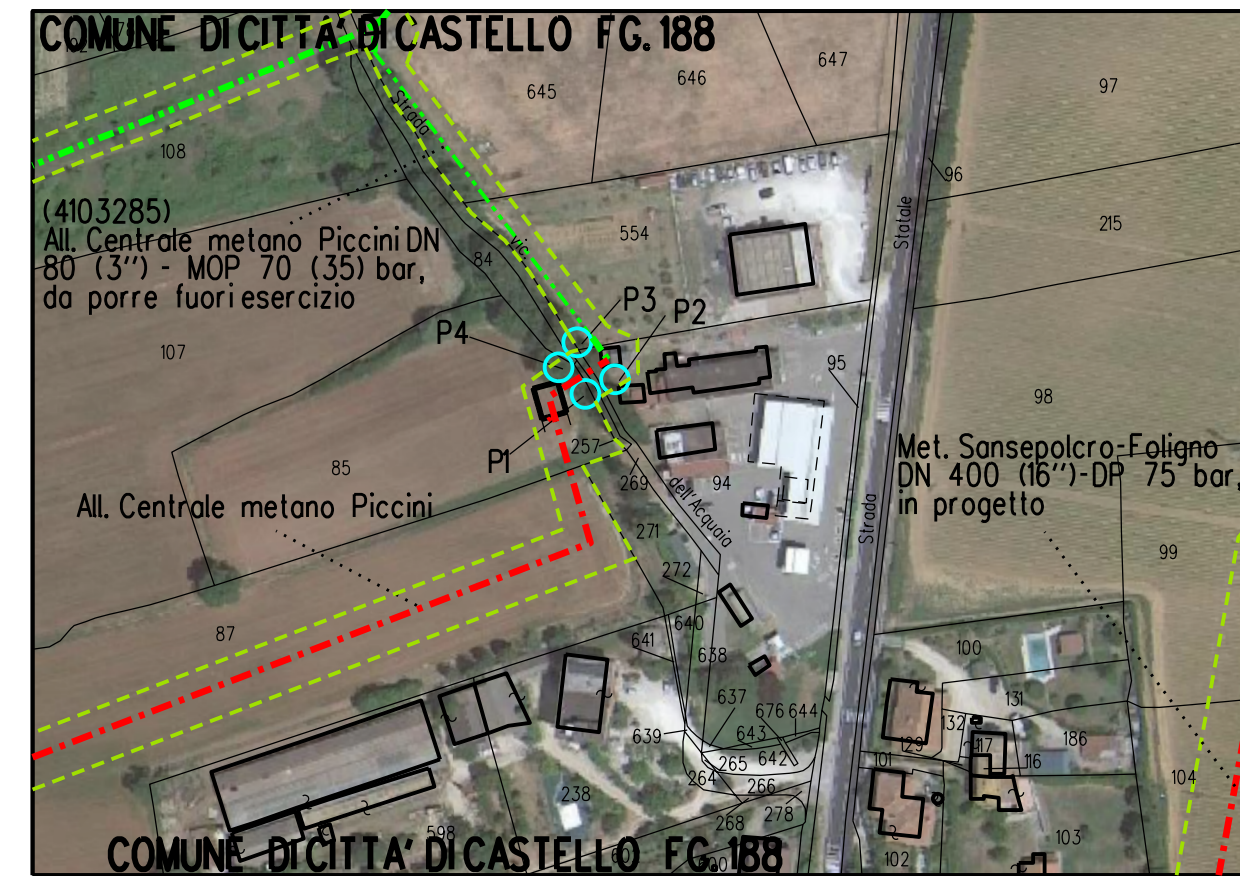 COMUNE DI CITTA' DI CASTELLO FG. 188
645
646
647
97
108
Strada
96
(4103285)
All. Centrale metano Piccini DN
80 (3'') - MOP 70 (35) bar,
da porre fuori esercizio
84
vic.
554
Statale
215
P3
P2
P4
107
95
98
P1
257
85
269
94
dell'Acquaia
Met. Sansepolcro-Foligno
DN 400 (16'')-DP 75 bar,
in progetto
All. Centrale metano Piccini
271
Strada
99
272
87
640
641
638
100
131
637
676
644
132
639
643
129
117
186
265
642
101
116
264
266
104
238
278
268
598
103
102
COMUNE DI CITTA' DI CASTELLO FG. 188